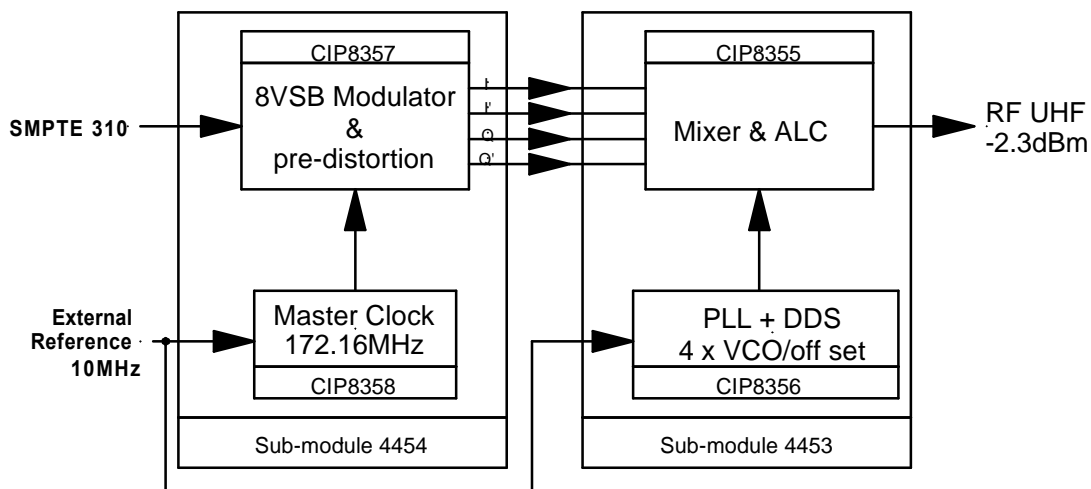 CIP8357
8VSB Modulator
&
pre-distortion
SMPTE 310
I
I'
Q
Q'
CIP8355
Mixer & ALC
RF UHF
-2.3dBm
External
Reference
10MHz
Master Clock
172.16MHz
CIP8358
PLL + DDS
4 x VCO/off set
CIP8356
Sub-module 4454
Sub-module 4453